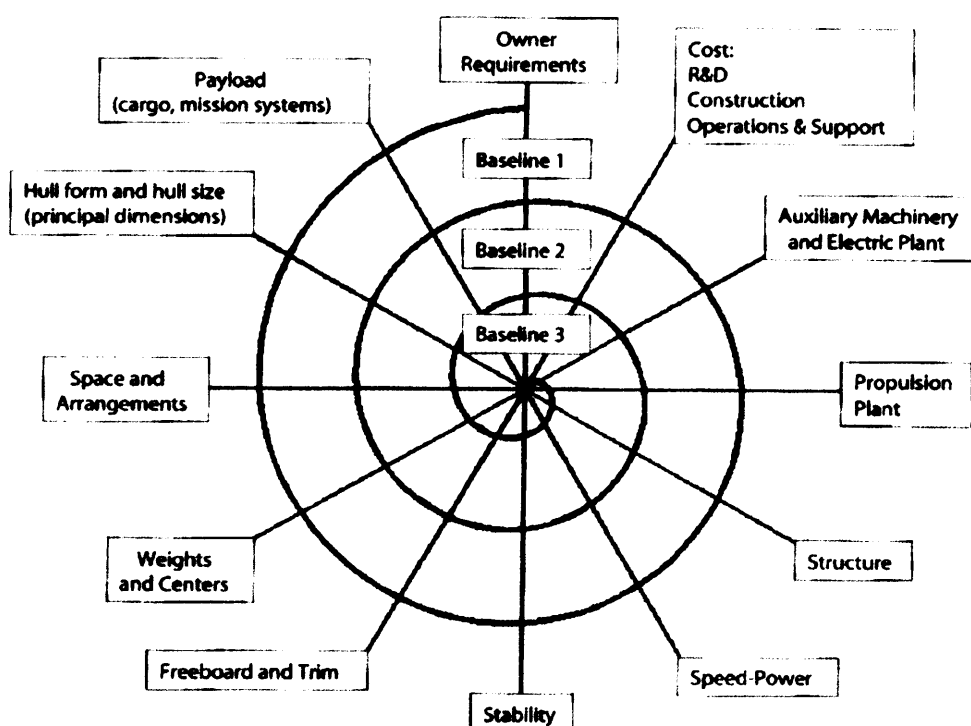 Owner
Requirements
Cost:
R&D
Construction
Operations & Support
Payload
(cargo, mission systems)
Baseline 1
Hull form and hull size
(principal dimensions)
Auxiliary Machinery
and Electric Plant
Baseline 2
Baseline 3
Space and
Arrangements
Propulsion
Plant
Weights
and Centers
Structure
Freeboard and Trim
Speed-Power
Stability